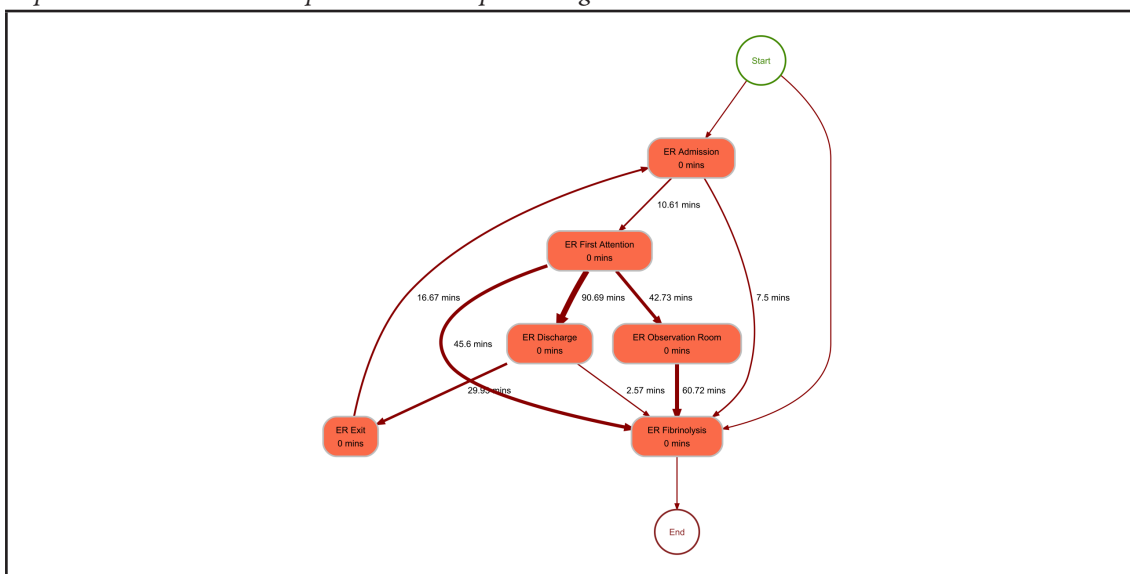 Start
ER Admission
0 mins
10.61 mins
ER First Attention
0 mins
16.67 mins
90.69 mins
42.73 mins
7.5 mins
ER Discharge
0 mins
ER Observation Room
0 mins
45.6 mins
29.93 mins
2.57 mins
60.72 mins
ER Exit
0 mins
ER Fibrinolysis
0 mins
End